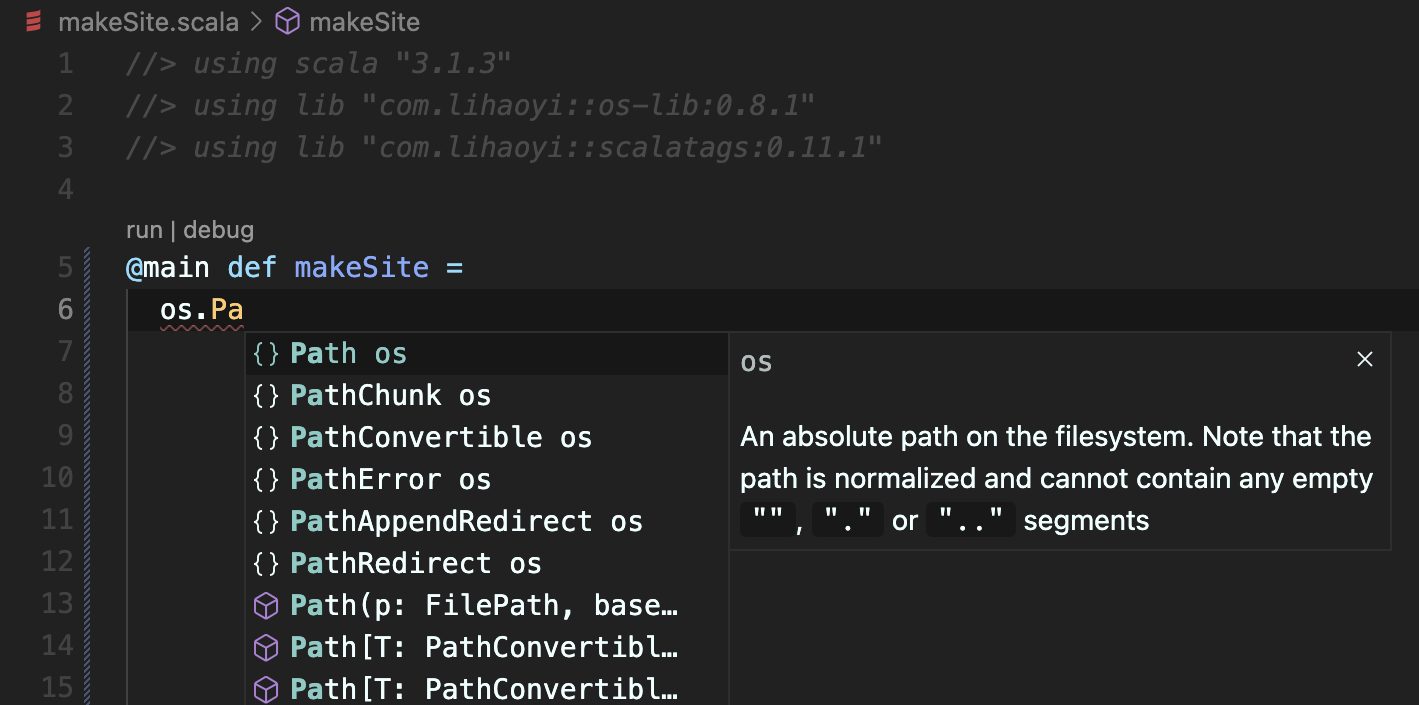 makeSite.scala > makeSite
1 //> using scala "3.1.3"
2 //> using lib "com.lihaoyi::os-lib:0.8.1"
3 //> using lib "com.lihaoyi::scalatags:0.11.1"
4
run | debug
5 @main def makeSite =
6 os.Pa
7 {} Path os
8 {} PathChunk os
9 {} PathConvertible os
10 {} PathError os
11 {} PathAppendRedirect os
12 {} PathRedirect os
13 Path(p: FilePath, base…
14 Path[T: PathConvertibl…
15 Path[T: PathConvertibl…
os
An absolute path on the filesystem. Note that the
path is normalized and cannot contain any empty
"", "." or ".." segments